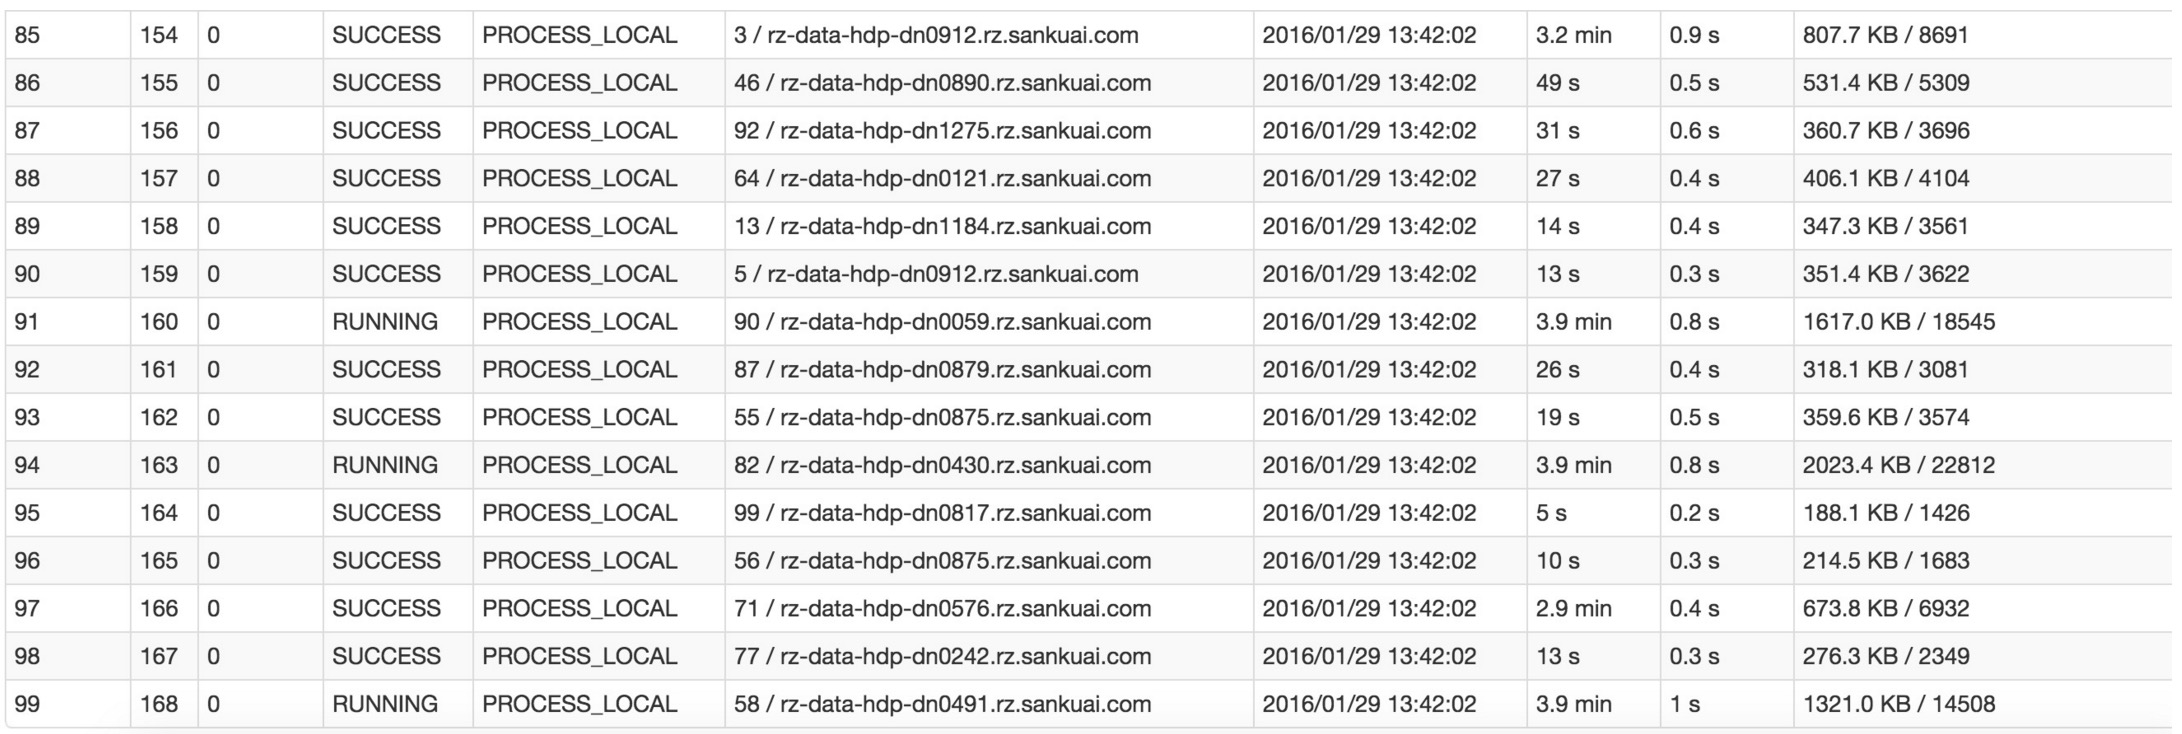 85 154 0 SUCCESS PROCESS_LOCAL 3 / rz-data-hdp-dn0912.rz.sankuai.com 2016/01/29 13:42:02 3.2 min 0.9 s 807.7 KB / 8691
86 155 0 SUCCESS PROCESS_LOCAL 46 / rz-data-hdp-dn0890.rz.sankuai.com 2016/01/29 13:42:02 49 s 0.5 s 531.4 KB / 5309
87 156 0 SUCCESS PROCESS_LOCAL 92 / rz-data-hdp-dn1275.rz.sankuai.com 2016/01/29 13:42:02 31 s 0.6 s 360.7 KB / 3696
88 157 0 SUCCESS PROCESS_LOCAL 64 / rz-data-hdp-dn0121.rz.sankuai.com 2016/01/29 13:42:02 27 s 0.4 s 406.1 KB / 4104
89 158 0 SUCCESS PROCESS_LOCAL 13 / rz-data-hdp-dn1184.rz.sankuai.com 2016/01/29 13:42:02 14 s 0.4 s 347.3 KB / 3561
90 159 0 SUCCESS PROCESS_LOCAL 5 / rz-data-hdp-dn0912.rz.sankuai.com 2016/01/29 13:42:02 13 s 0.3 s 351.4 KB / 3622
91 160 0 RUNNING PROCESS_LOCAL 90 / rz-data-hdp-dn0059.rz.sankuai.com 2016/01/29 13:42:02 3.9 min 0.8 s 1617.0 KB / 18545
92 161 0 SUCCESS PROCESS_LOCAL 87 / rz-data-hdp-dn0879.rz.sankuai.com 2016/01/29 13:42:02 26 s 0.4 s 318.1 KB / 3081
93 162 0 SUCCESS PROCESS_LOCAL 55 / rz-data-hdp-dn0875.rz.sankuai.com 2016/01/29 13:42:02 19 s 0.5 s 359.6 KB / 3574
94 163 0 RUNNING PROCESS_LOCAL 82 / rz-data-hdp-dn0430.rz.sankuai.com 2016/01/29 13:42:02 3.9 min 0.8 s 2023.4 KB / 22812
95 164 0 SUCCESS PROCESS_LOCAL 99 / rz-data-hdp-dn0817.rz.sankuai.com 2016/01/29 13:42:02 5 s 0.2 s 188.1 KB / 1426
96 165 0 SUCCESS PROCESS_LOCAL 56 / rz-data-hdp-dn0875.rz.sankuai.com 2016/01/29 13:42:02 10 s 0.3 s 214.5 KB / 1683
97 166 0 SUCCESS PROCESS_LOCAL 71 / rz-data-hdp-dn0576.rz.sankuai.com 2016/01/29 13:42:02 2.9 min 0.4 s 673.8 KB / 6932
98 167 0 SUCCESS PROCESS_LOCAL 77 / rz-data-hdp-dn0242.rz.sankuai.com 2016/01/29 13:42:02 13 s 0.3 s 276.3 KB / 2349
99 168 0 RUNNING PROCESS_LOCAL 58 / rz-data-hdp-dn0491.rz.sankuai.com 2016/01/29 13:42:02 3.9 min 1 s 1321.0 KB / 14508